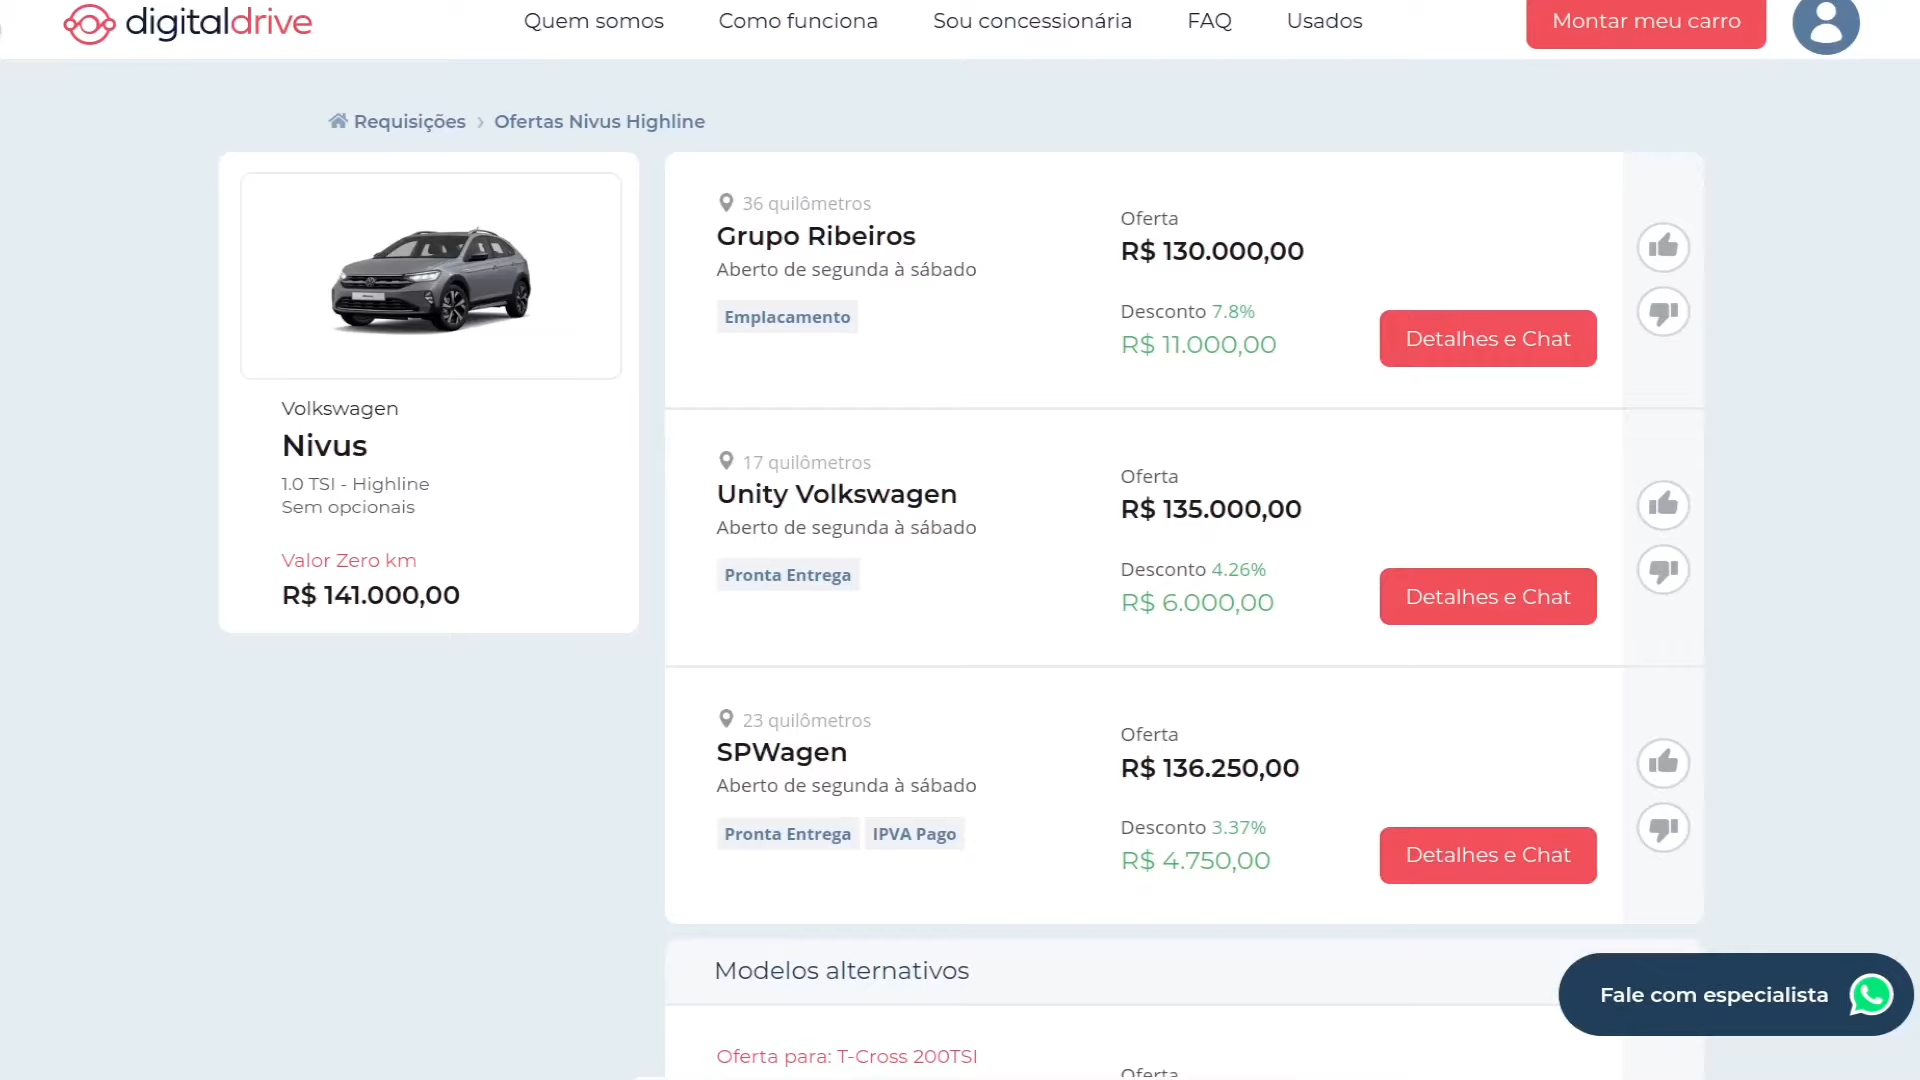 digitaldrive
Quem somos
Como funciona
Sou concessionária
FAQ
Usados
Montar meu carro
Requisições › Ofertas Nivus Highline
Volkswagen
Nivus
1.0 TSI - Highline
Sem opcionais
Valor Zero km
R$ 141.000,00
36 quilômetros
Grupo Ribeiros
Aberto de segunda à sábado
Emplacamento
Oferta
R$ 130.000,00
Desconto 7.8%
R$ 11.000,00
Detalhes e Chat
17 quilômetros
Unity Volkswagen
Aberto de segunda à sábado
Pronta Entrega
Oferta
R$ 135.000,00
Desconto 4.26%
R$ 6.000,00
Detalhes e Chat
23 quilômetros
SPWagen
Aberto de segunda à sábado
Pronta Entrega IPVA Pago
Oferta
R$ 136.250,00
Desconto 3.37%
R$ 4.750,00
Detalhes e Chat
Modelos alternativos
Oferta para: T-Cross 200TSI
Oferta
Fale com especialista